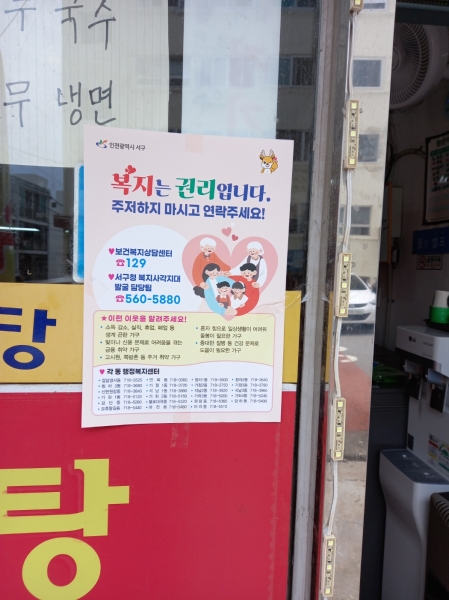 무 국수
무 냉면
인천광역시 서구
복지는 권리입니다.
주저하지 마시고 연락주세요!
♥보건복지상담센터
☎129
♥서구청 복지사각지대
발굴 담당팀
☎560-5880
★이런 이웃을 알려주세요!
• 소득 감소, 실직, 휴업, 폐업 등
생계 곤란 가구
• 빚이나 신용 문제로 어려움을 겪는
금융 취약 가구
• 고시원, 쪽방촌 등 주거 취약 가구
• 혼자 힘으로 일상생활이 어려워
돌봄이 필요한 가구
• 중대한 질병 등 건강 문제로
도움이 필요한 가구
♥ 각 동 행정복지센터
탕
탕